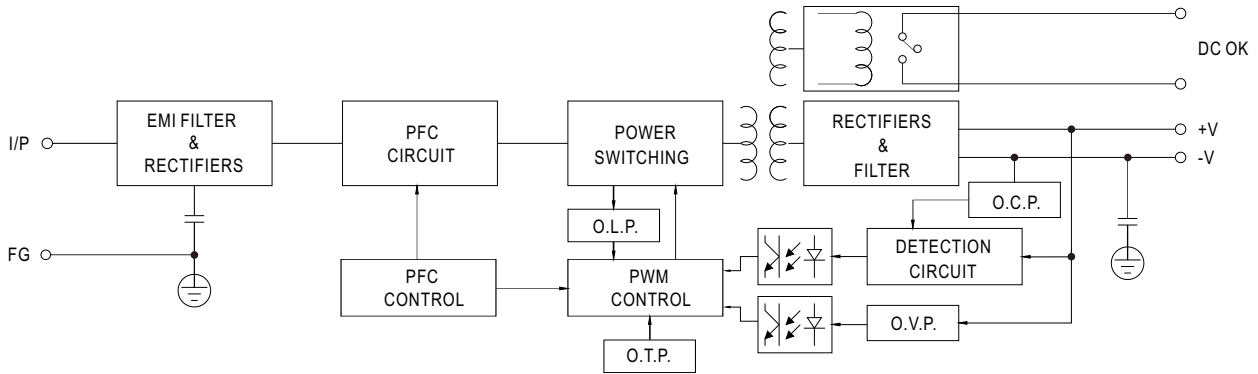 DC OK
I/P
EMI FILTER
&
RECTIFIERS
PFC
CIRCUIT
POWER
SWITCHING
RECTIFIERS
&
FILTER
+V
-V
O.C.P.
O.L.P.
FG
DETECTION
CIRCUIT
PFC
CONTROL
PWM
CONTROL
O.V.P.
O.T.P.